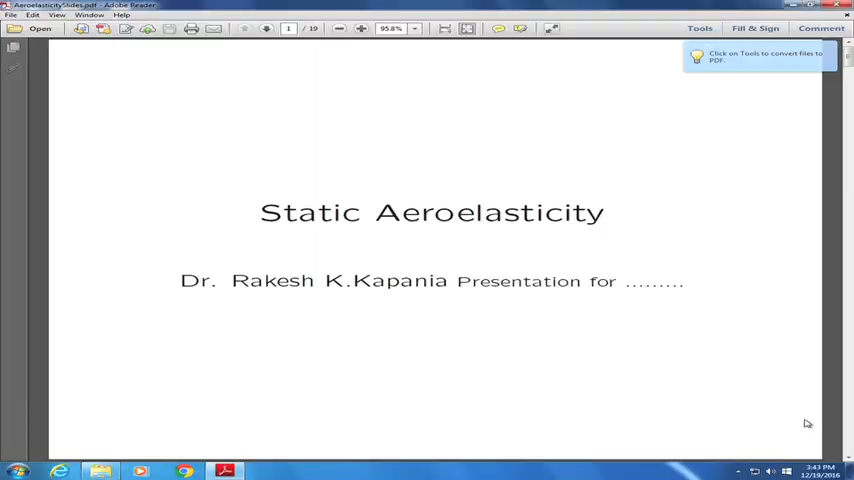 AeroelasticitySlides.pdf - Adobe Reader
File Edit View Window Help
Open 1 / 19 95.8% Tools Fill & Sign Comment
Click on Tools to convert files to
PDF.
Static Aeroelasticity
Dr. Rakesh K.Kapania Presentation for .........
3:43 PM
12/19/2016